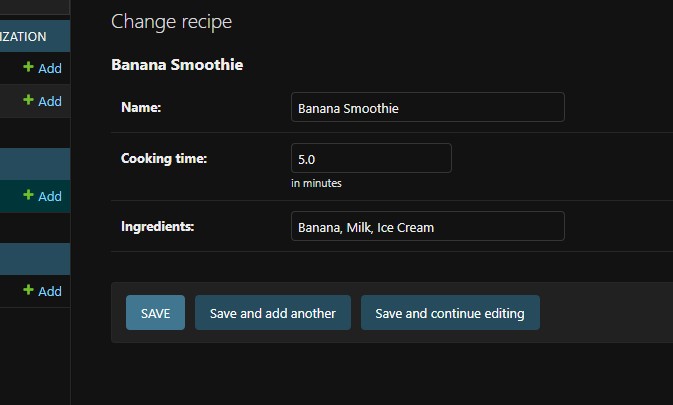 Change recipe
IZATION
+ Add
+ Add
+ Add
+ Add
Banana Smoothie
Name: Banana Smoothie
Cooking time: 5.0
in minutes
Ingredients: Banana, Milk, Ice Cream
SAVE Save and add another Save and continue editing